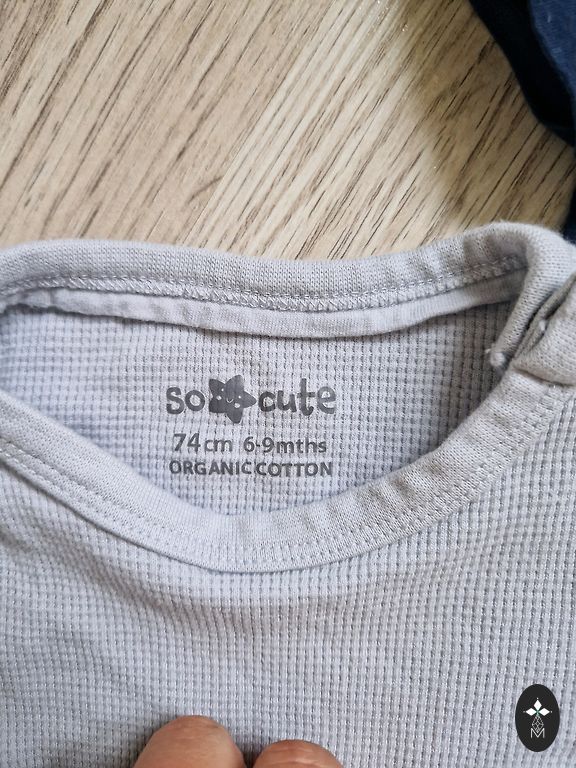 so cute
74cm 6-9mths
ORGANIC COTTON
M